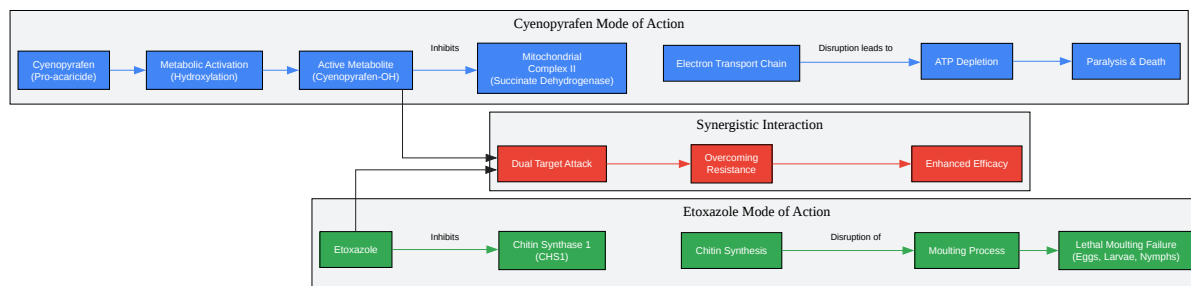 Cyenopyrafen Mode of Action
Cyenopyrafen
(Pro-acaricide)
Metabolic Activation
(Hydroxylation)
Active Metabolite
(Cyenopyrafen-OH)
Inhibits
Mitochondrial
Complex II
(Succinate Dehydrogenase)
Electron Transport Chain
Disruption leads to
ATP Depletion
Paralysis & Death
Synergistic Interaction
Dual Target Attack
Overcoming
Resistance
Enhanced Efficacy
Etoxazole Mode of Action
Etoxazole
Inhibits
Chitin Synthase 1
(CHS1)
Chitin Synthesis
Disruption of
Moulting Process
Lethal Moulting Failure
(Eggs, Larvae, Nymphs)